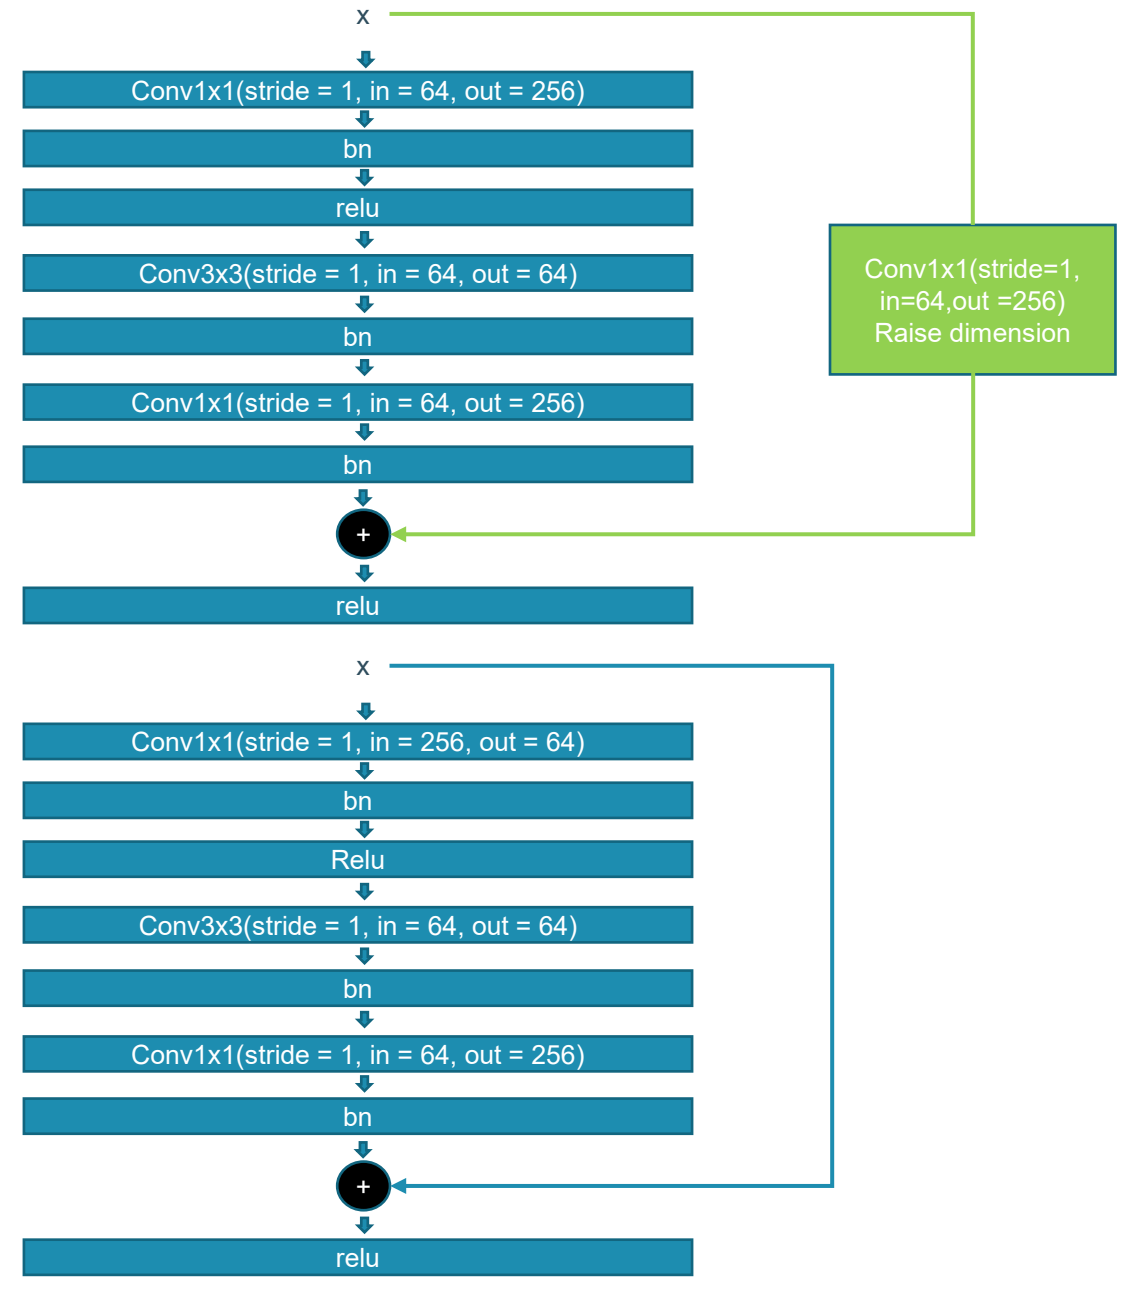 x
Conv1x1(stride = 1, in = 64, out = 256)
bn
relu
Conv3x3(stride = 1, in = 64, out = 64)
bn
Conv1x1(stride = 1, in = 64, out = 256)
bn
+
relu
Conv1x1(stride=1,
in=64,out =256)
Raise dimension
x
Conv1x1(stride = 1, in = 256, out = 64)
bn
Relu
Conv3x3(stride = 1, in = 64, out = 64)
bn
Conv1x1(stride = 1, in = 64, out = 256)
bn
+
relu